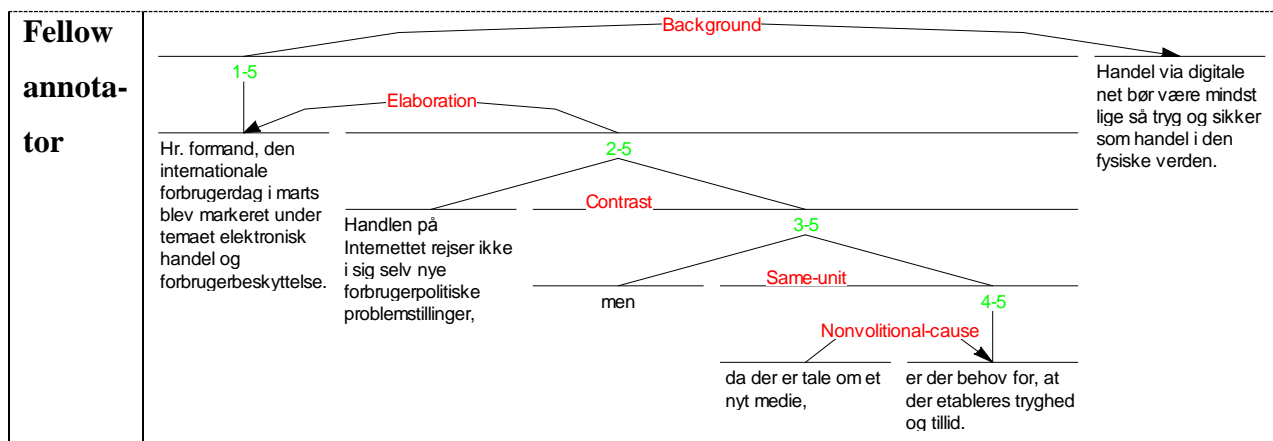 Fellow
annota-
tor
Background
1-5
Handel via digitale
net bør være mindst
lige så tryg og sikker
som handel i den
fysiske verden.
Elaboration
Hr. formand, den
internationale
forbrugerdag i marts
blev markeret under
temaet elektronisk
handel og
forbrugerbeskyttelse.
2-5
Contrast
Handlen på
Internettet rejser ikke
i sig selv nye
forbrugerpolitiske
problemstillinger,
3-5
Same-unit
men
4-5
Nonvolitional-cause
da der er tale om et
nyt medie,
er der behov for, at
der etableres tryghed
og tillid.